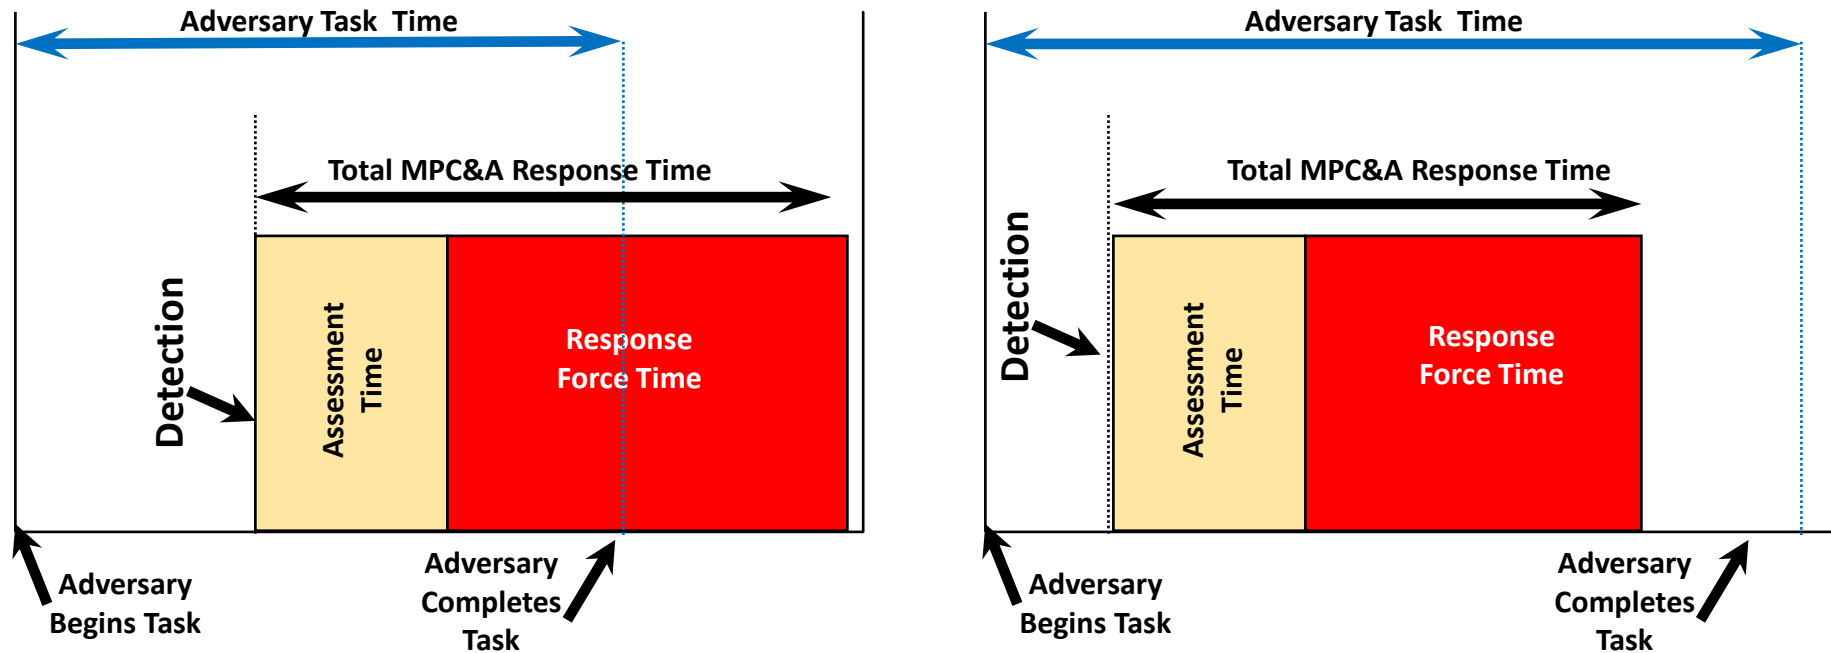 Adversary Task Time
Total MPC&A Response Time
Detection
Assessment
Time
Response
Force Time
Adversary
Begins Task
Adversary
Completes
Task
Adversary Task Time
Total MPC&A Response Time
Detection
Assessment
Time
Response
Force Time
Adversary
Begins Task
Adversary
Completes
Task